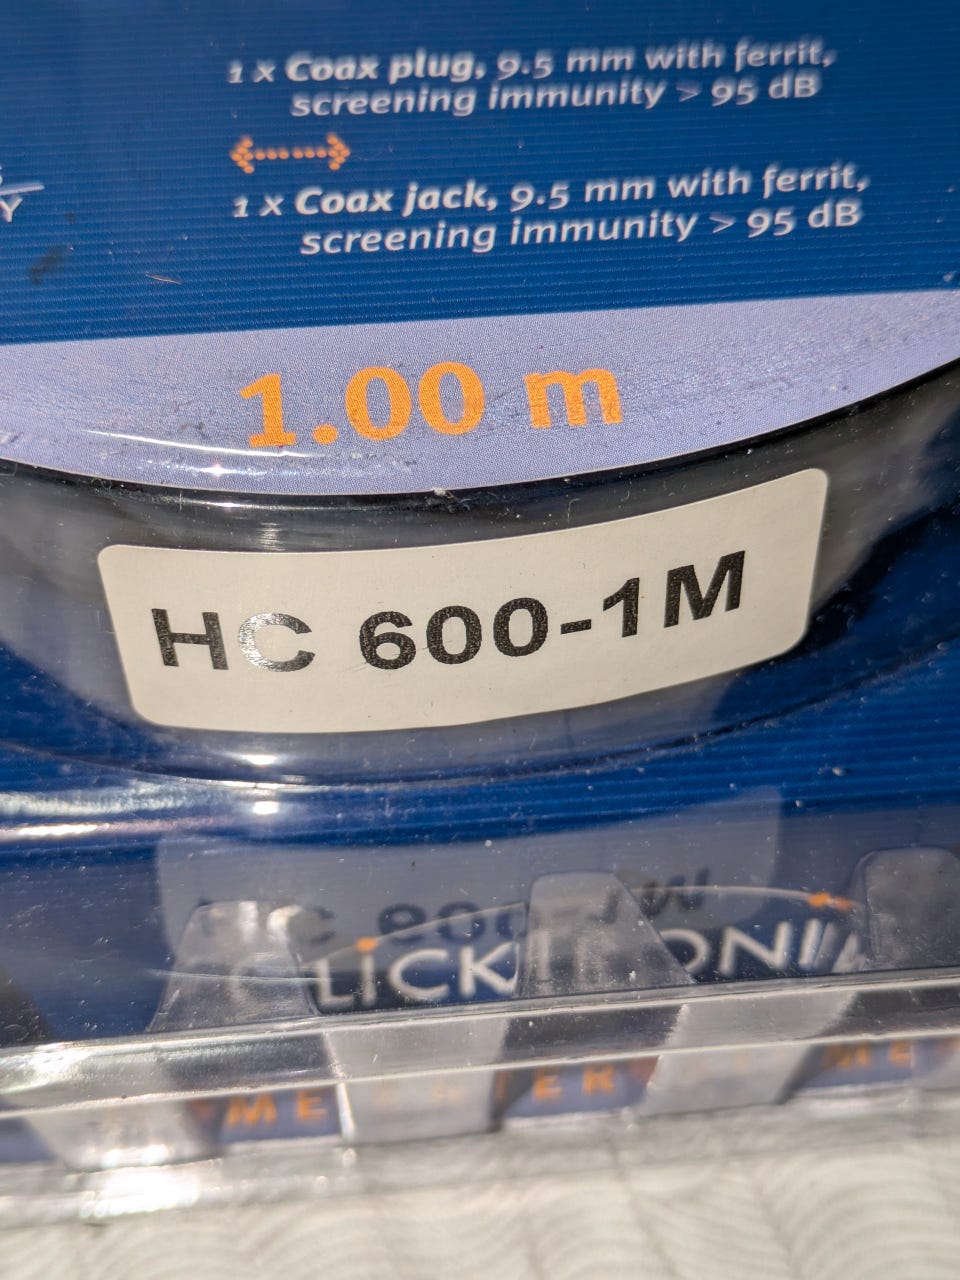 1 x Coax plug, 9.5 mm with ferrit,
screening immunity > 95 dB
Y
1 x Coax jack, 9.5 mm with ferrit,
screening immunity > 95 dB
1.00 m
HC 600-1M